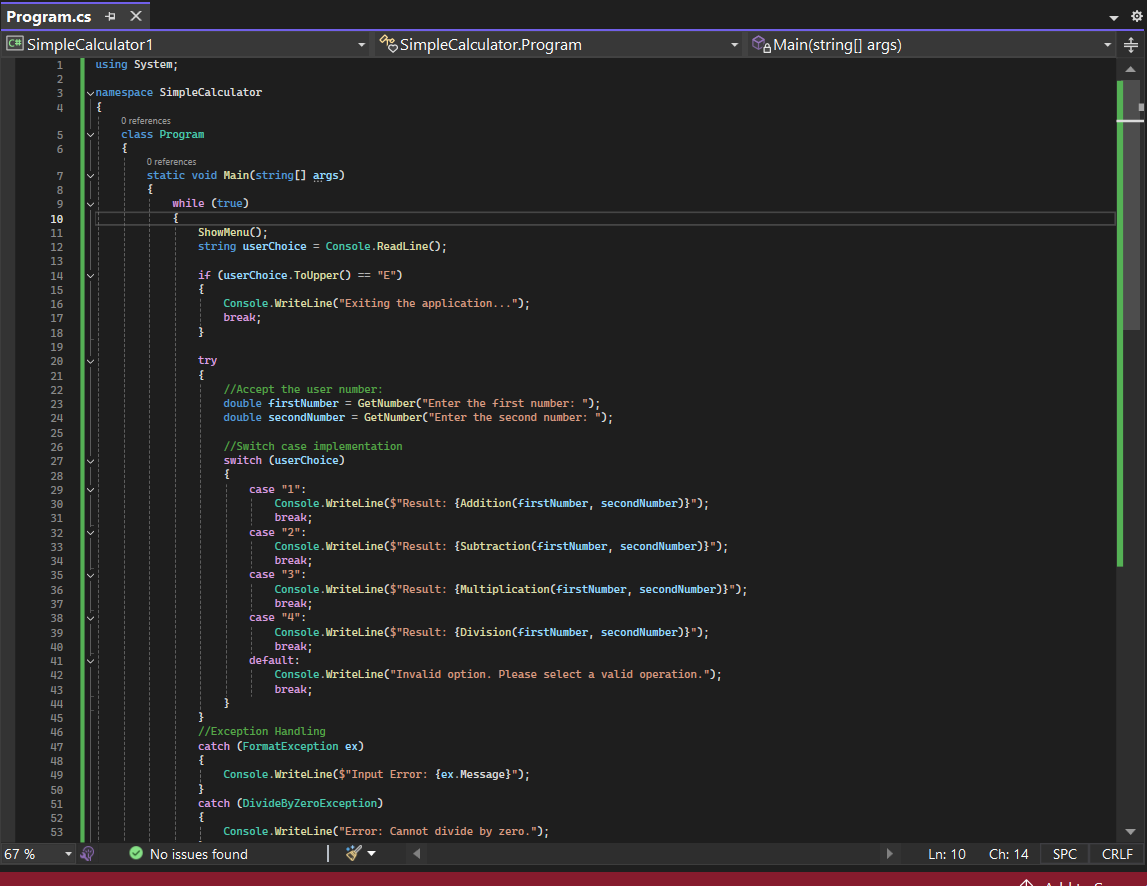 Program.cs
SimpleCalculator1 SimpleCalculator.Program Main(string[] args)
1 using System;
2
3 namespace SimpleCalculator
4 {
0 references
5 class Program
6 {
0 references
7 static void Main(string[] args)
8 {
9 while (true)
10 {
11 ShowMenu();
12 string userChoice = Console.ReadLine();
13
14 if (userChoice.ToUpper() == "E")
15 {
16 Console.WriteLine("Exiting the application...");
17 break;
18 }
19
20 try
21 {
22 //Accept the user number:
23 double firstNumber = GetNumber("Enter the first number: ");
24 double secondNumber = GetNumber("Enter the second number: ");
25
26 //Switch case implementation
27 switch (userChoice)
28 {
29 case "1":
30 Console.WriteLine($"Result: {Addition(firstNumber, secondNumber)}");
31 break;
32 case "2":
33 Console.WriteLine($"Result: {Subtraction(firstNumber, secondNumber)}");
34 break;
35 case "3":
36 Console.WriteLine($"Result: {Multiplication(firstNumber, secondNumber)}");
37 break;
38 case "4":
39 Console.WriteLine($"Result: {Division(firstNumber, secondNumber)}");
40 break;
41 default:
42 Console.WriteLine("Invalid option. Please select a valid operation.");
43 break;
44 }
45 }
46 //Exception Handling
47 catch (FormatException ex)
48 {
49 Console.WriteLine($"Input Error: {ex.Message}");
50 }
51 catch (DivideByZeroException)
52 {
53 Console.WriteLine("Error: Cannot divide by zero.");
67 % No issues found Ln: 10 Ch: 14 SPC CRLF